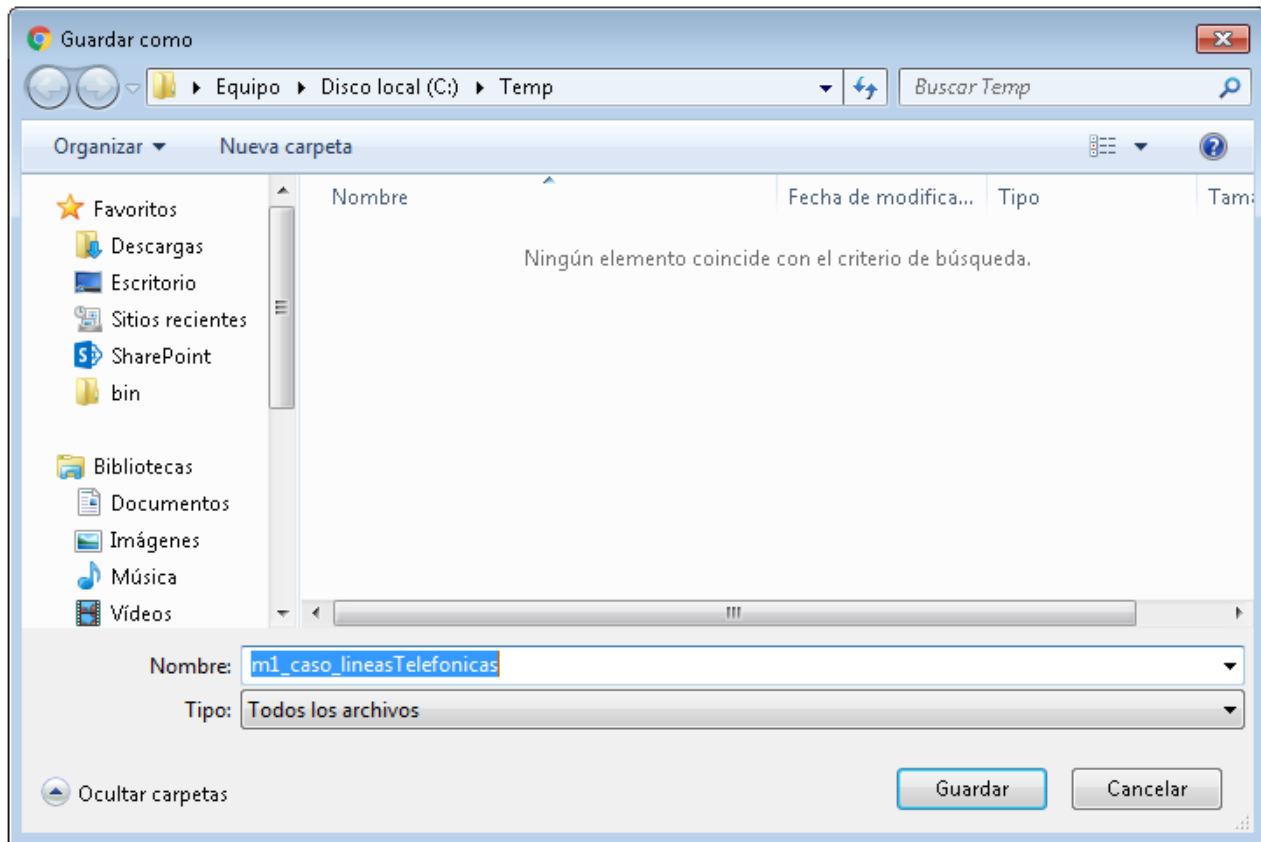 Guardar como
Equipo Disco local (C:) Temp Buscar Temp
Organizar Nueva carpeta
Nombre Fecha de modifica... Tipo Tam
Favoritos
Descargas
Escritorio
Sitios recientes
SharePoint
bin
Ningún elemento coincide con el criterio de búsqueda.
Bibliotecas
Documentos
Imágenes
Música
Vídeos
Nombre: m1_caso_lineasTelefonicas
Tipo: Todos los archivos
Ocultar carpetas Guardar Cancelar